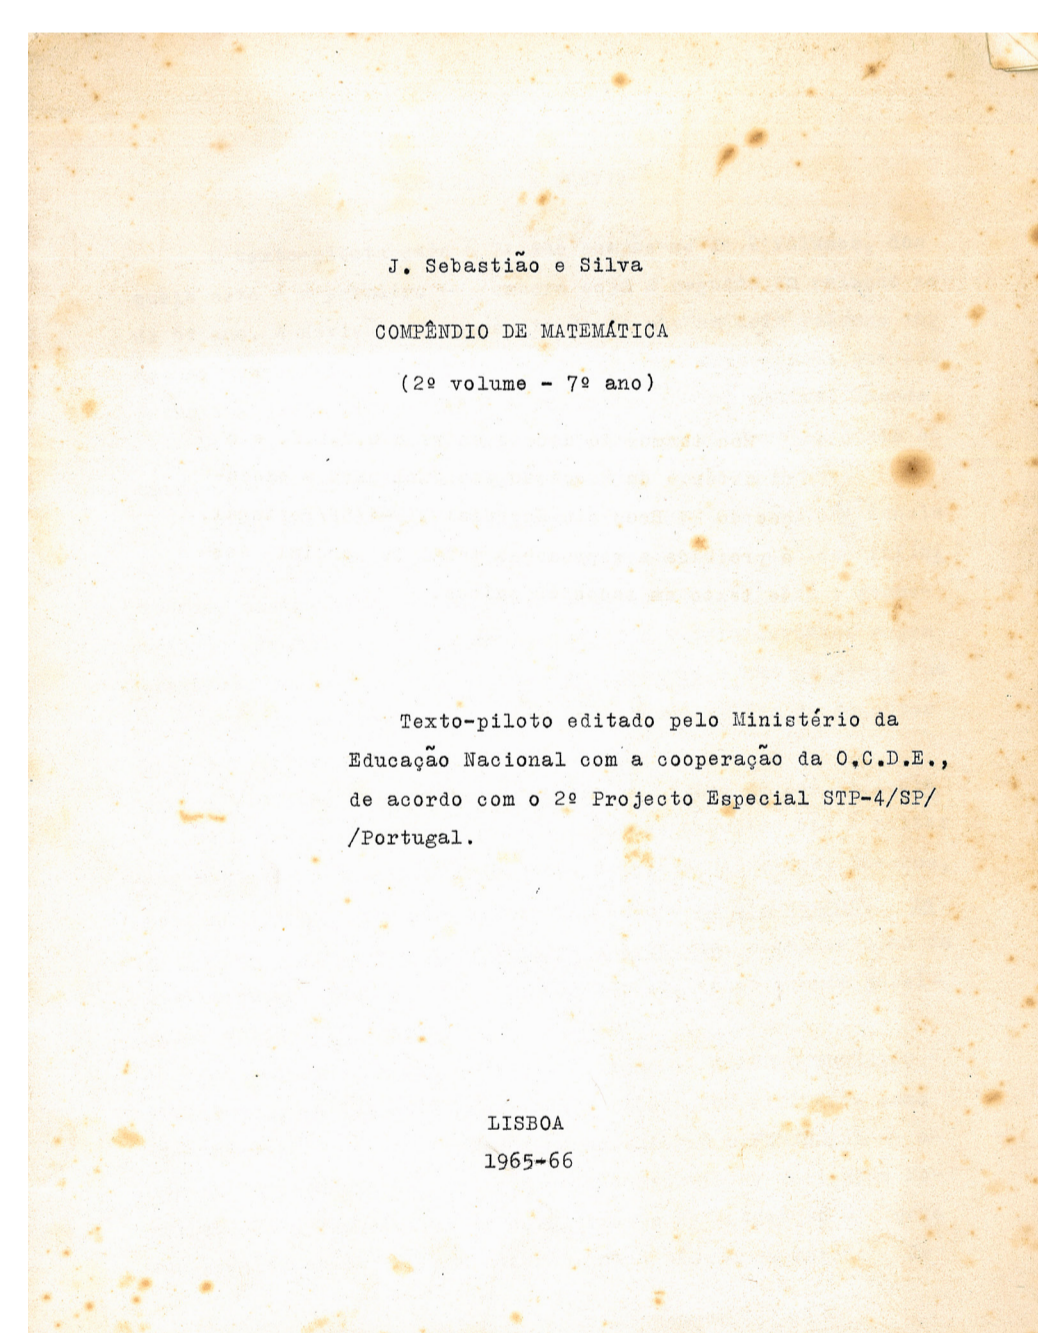 J. Sebastião e Silva
COMPÊNDIO DE MATEMÁTICA
(2º volume - 7º ano)
Texto-piloto editado pelo Ministério da
Educação Nacional com a cooperação da O.C.D.E.,
de acordo com o 2º Projecto Especial STP-4/SP/
/Portugal.
LISBOA
1965-66